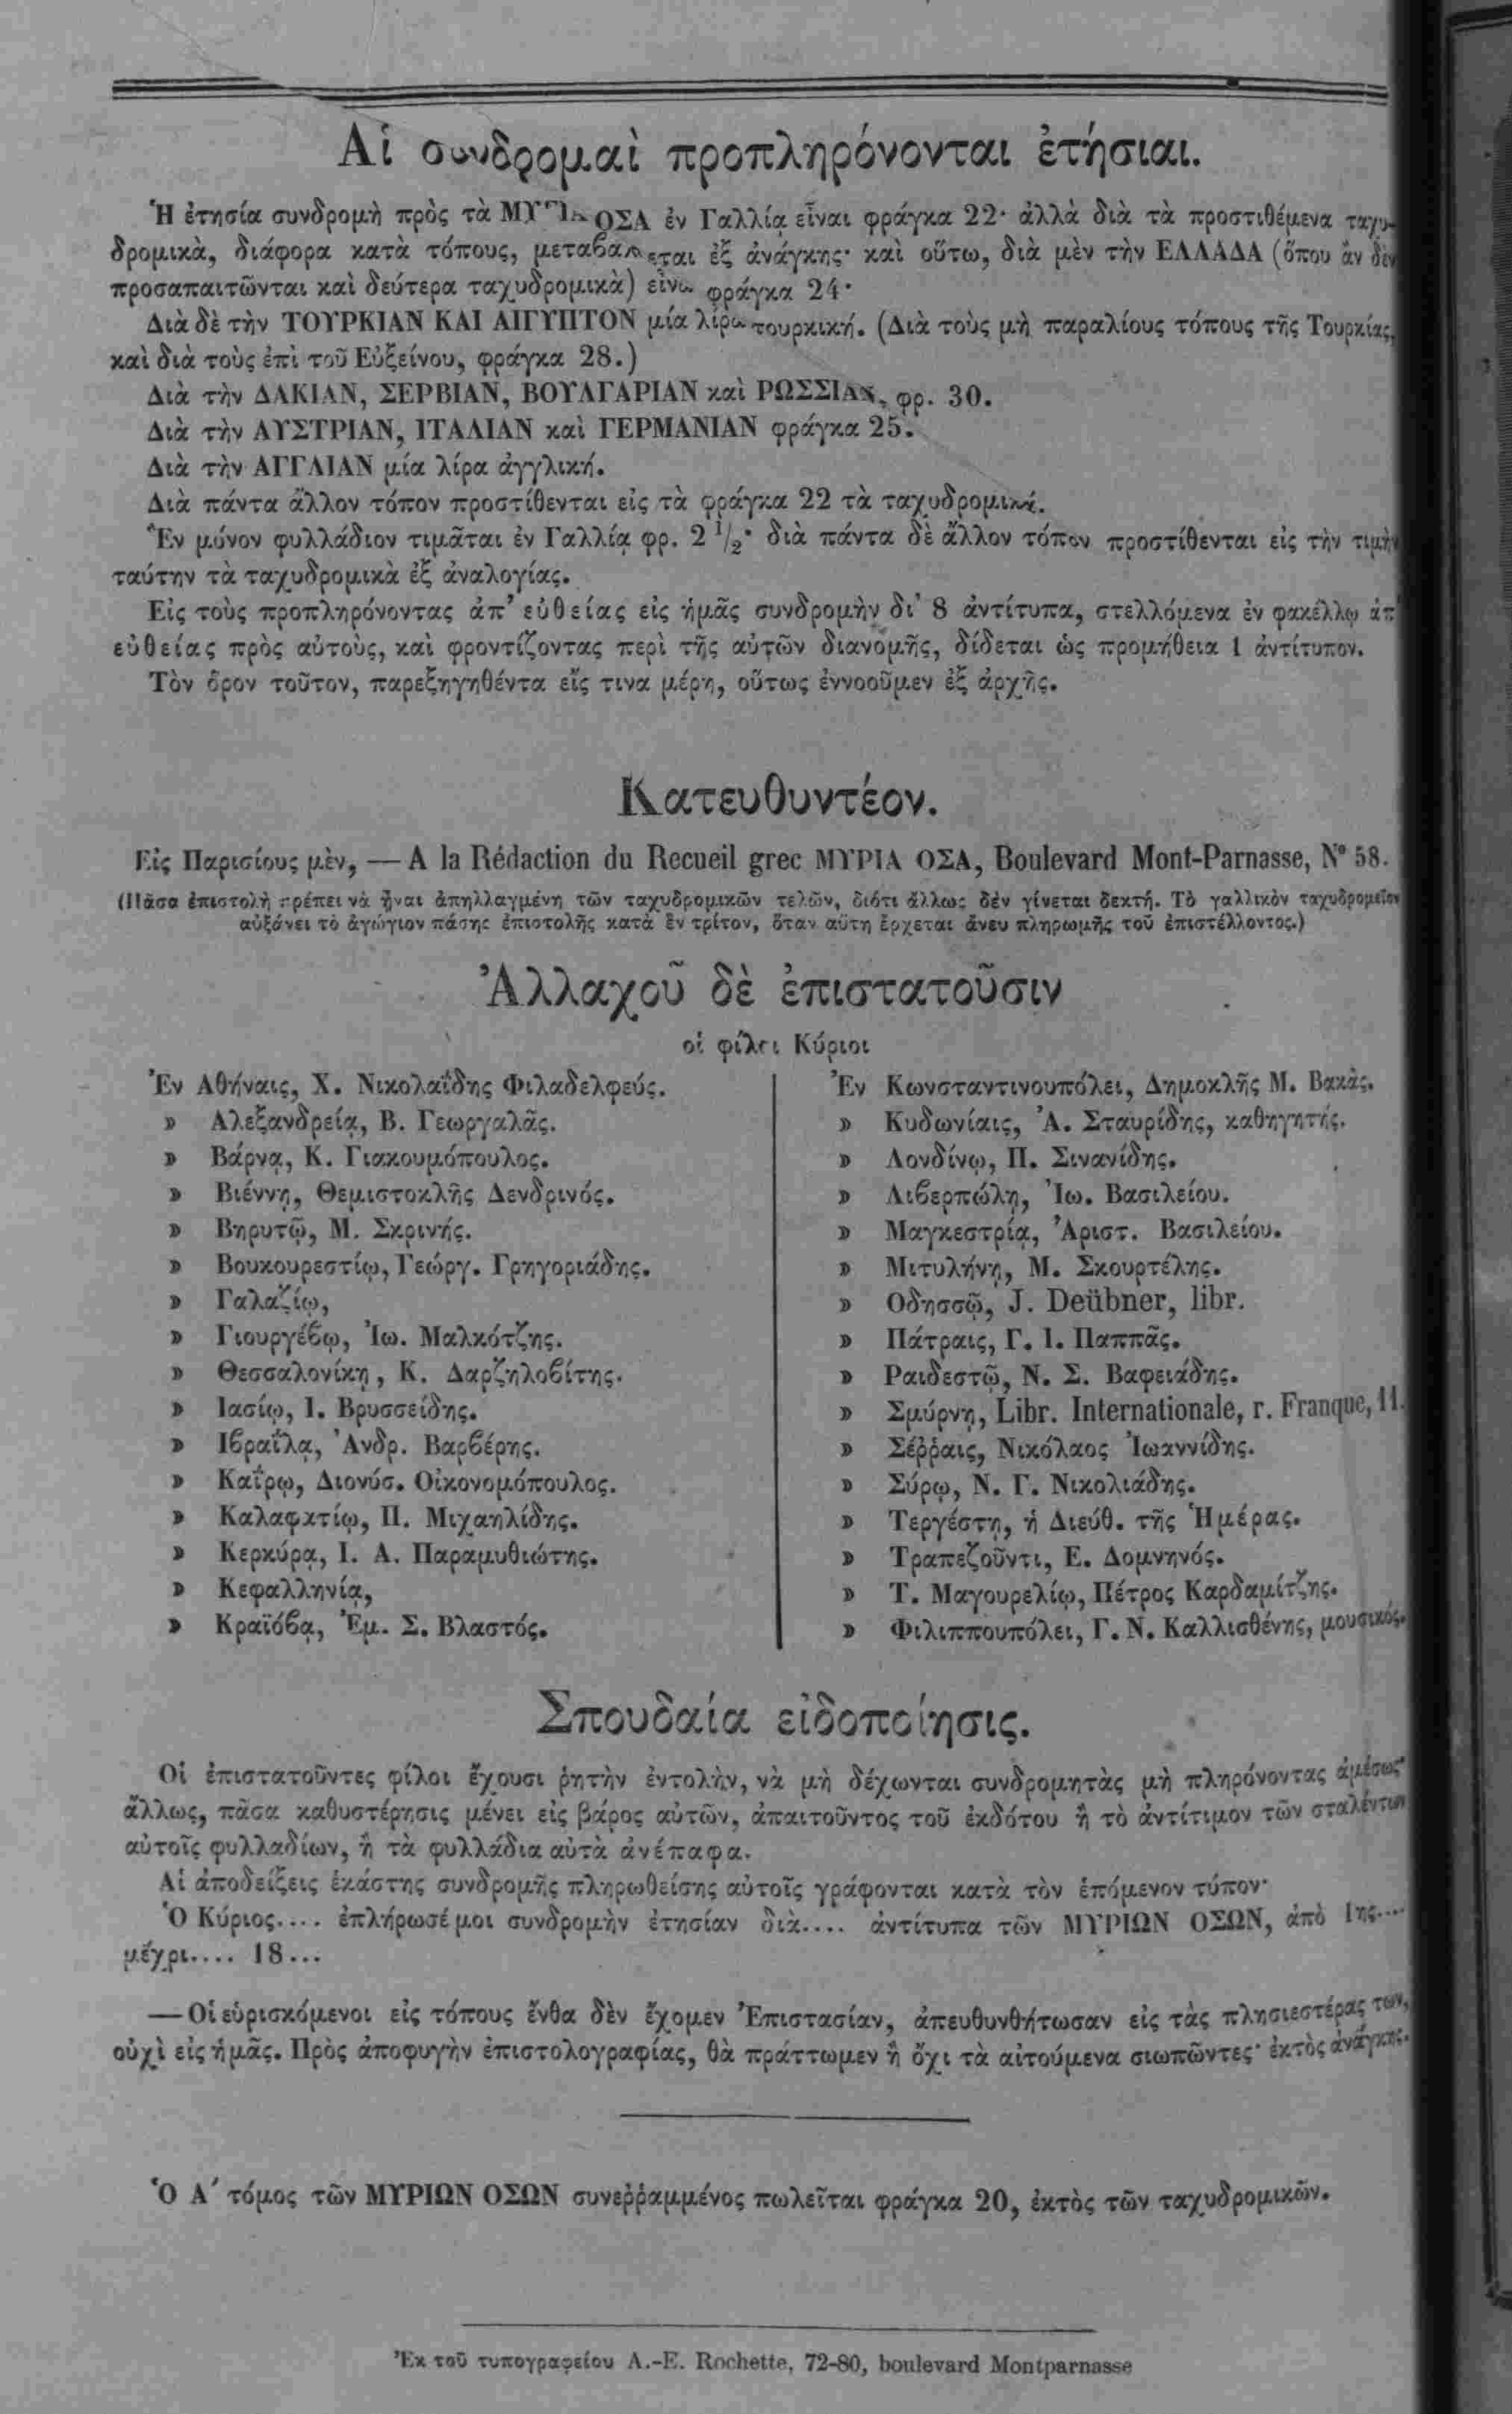 Αἱ συνδρομαὶ προπληρόνονται ἐτήσιαι.
Ἡ ἐτησία συνδρομὴ πρὸς τὰ ΜΥΡΙΑ ΟΣΑ ἐν Γαλλίᾳ εἶναι φράγκα 22· ἀλλὰ διὰ τὰ προστιθέμενα ταχυ-
δρομικὰ, διάφορα κατὰ τόπους, μεταβάλλεται ἐξ ἀνάγκης· καὶ οὕτω, διὰ μὲν τὴν ΕΛΛΑΔΑ (ὅπου ἂν δὲν
προσαπαιτῶνται καὶ δεύτερα ταχυδρομικὰ) εἶναι φράγκα 24·
Διὰ δὲ τὴν ΤΟΥΡΚΙΑΝ ΚΑΙ ΑΙΓΥΠΤΟΝ μία λίρα τουρκική. (Διὰ τοὺς μὴ παραλίους τόπους τῆς Τουρκίας,
καὶ διὰ τοὺς ἐπὶ τοῦ Εὐξείνου, φράγκα 28.)
Διὰ τὴν ΔΑΚΙΑΝ, ΣΕΡΒΙΑΝ, ΒΟΥΛΓΑΡΙΑΝ καὶ ΡΩΣΣΙΑΝ, φρ. 30.
Διὰ τὴν ΑΥΣΤΡΙΑΝ, ΙΤΑΛΙΑΝ καὶ ΓΕΡΜΑΝΙΑΝ φράγκα 25.
Διὰ τὴν ΑΓΓΛΙΑΝ μία λίρα ἀγγλική.
Διὰ πάντα ἄλλον τόπον προστίθενται εἰς τὰ φράγκα 22 τὰ ταχυδρομικά.
Ἓν μόνον φυλλάδιον τιμᾶται ἐν Γαλλίᾳ φρ. 2 1/2· διὰ πάντα δὲ ἄλλον τόπον προστίθενται εἰς τὴν τιμὴν
ταύτην τὰ ταχυδρομικὰ ἐξ ἀναλογίας.
Εἰς τοὺς προπληρόνοντας ἀπ’ εὐθείας εἰς ἡμᾶς συνδρομὴν δι’ 8 ἀντίτυπα, στελλόμενα ἐν φακέλλῳ ἀπ’
εὐθείας πρὸς αὐτοὺς, καὶ φροντίζοντας περὶ τῆς αὐτῶν διανομῆς, δίδεται ὡς προμήθεια 1 ἀντίτυπον.
Τὸν ὅρον τοῦτον, παρεξηγηθέντα εἴς τινα μέρη, οὕτως ἐννοοῦμεν ἐξ ἀρχῆς.
Κατευθυντέον.
Εἰς Παρισίους μὲν, — A la Rédaction du Recueil grec ΜΥΡΙΑ ΟΣΑ, Boulevard Mont-Parnasse, N° 58.
(Πᾶσα ἐπιστολὴ πρέπει νὰ ᾖναι ἀπηλλαγμένη τῶν ταχυδρομικῶν τελῶν, διότι ἄλλως δὲν γίνεται δεκτή. Τὸ γαλλικὸν ταχυδρομεῖον
αὐξάνει τὸ ἀγώγιον πάσης ἐπιστολῆς κατὰ ἓν τρίτον, ὅταν αὕτη ἔρχεται ἄνευ πληρωμῆς τοῦ ἐπιστέλλοντος.)
Ἀλλαχοῦ δὲ ἐπιστατοῦσιν
οἱ φίλοι Κύριοι
Ἐν Αθήναις, Χ. Νικολαΐδης Φιλαδελφεύς.
» Αλεξανδρείᾳ, Β. Γεωργαλᾶς.
» Βάρνᾳ, Κ. Γιακουμόπουλος.
» Βιέννῃ, Θεμιστοκλῆς Δενδρινός.
» Βηρυτῷ, Μ. Σκρινής.
» Βουκουρεστίῳ, Γεώργ. Γρηγοριάδης.
» Γαλαζίῳ,
» Γιουργέβῳ, Ἰω. Μαλκότζης.
» Θεσσαλονίκῃ, Κ. Δαρζηλοβίτης.
» Ιασίῳ, Ι. Βρυσσείδης.
» Ιβραΐλᾳ, Ἀνδρ. Βαρβέρης.
» Καΐρῳ, Διονύσ. Οἰκονομόπουλος.
» Καλαφατίῳ, Π. Μιχαηλίδης.
» Κερκύρᾳ, Ι. Α. Παραμυθιώτης.
» Κεφαλληνίᾳ,
» Κραϊόβᾳ, Ἐμ. Σ. Βλαστός.
Ἐν Κωνσταντινουπόλει, Δημοκλῆς Μ. Βακᾶς.
» Κυδωνίαις, Ἀ. Σταυρίδης, καθηγητής.
» Λονδίνῳ, Π. Σινανίδης.
» Λιβερπώλῃ, Ἰω. Βασιλείου.
» Μαγκεστρίᾳ, Ἀριστ. Βασιλείου.
» Μιτυλήνῃ, Μ. Σκουρτέλης.
» Οδησσῷ, J. Deübner, libr.
» Πάτραις, Γ. Ι. Παππᾶς.
» Ραιδεστῷ, Ν. Σ. Βαφειάδης.
» Σμύρνῃ, Libr. Internationale, r. Franque, 11.
» Σέῤῥαις, Νικόλαος Ἰωαννίδης.
» Σύρῳ, Ν. Γ. Νικολιάδης.
» Τεργέστῃ, ἡ Διεύθ. τῆς Ἡμέρας.
» Τραπεζοῦντι, Ε. Δομνηνός.
» Τ. Μαγουρελίῳ, Πέτρος Καρδαμίτζης.
» Φιλιππουπόλει, Γ. Ν. Καλλισθένης, μουσικός.
Σπουδαία εἰδοποίησις.
Οἱ ἐπιστατοῦντες φίλοι ἔχουσι ῥητὴν ἐντολὴν, νὰ μὴ δέχωνται συνδρομητὰς μὴ πληρόνοντας ἀμέσως·
ἄλλως, πᾶσα καθυστέρησις μένει εἰς βάρος αὐτῶν, ἀπαιτοῦντος τοῦ ἐκδότου ἢ τὸ ἀντίτιμον τῶν σταλέντων
αὐτοῖς φυλλαδίων, ἢ τὰ φυλλάδια αὐτὰ ἀνέπαφα.
Αἱ ἀποδείξεις ἑκάστης συνδρομῆς πληρωθείσης αὐτοῖς γράφονται κατὰ τὸν ἑπόμενον τύπον·
Ὁ Κύριος.... ἐπλήρωσέ μοι συνδρομὴν ἐτησίαν διὰ.... ἀντίτυπα τῶν ΜΥΡΙΩΝ ΟΣΩΝ, ἀπὸ 1ης....
μέχρι.... 18...
— Οἱ εὑρισκόμενοι εἰς τόπους ἔνθα δὲν ἔχομεν Ἐπιστασίαν, ἀπευθυνθήτωσαν εἰς τὰς πλησιεστέρας των,
οὐχὶ εἰς ἡμᾶς. Πρὸς ἀποφυγὴν ἐπιστολογραφίας, θὰ πράττωμεν ἢ ὄχι τὰ αἰτούμενα σιωπῶντες· ἐκτὸς ἀνάγκης.
Ὁ Α΄ τόμος τῶν ΜΥΡΙΩΝ ΟΣΩΝ συνεῤῥαμμένος πωλεῖται φράγκα 20, ἐκτὸς τῶν ταχυδρομικῶν.
Ἐκ τοῦ τυπογραφείου A.-E. Rochette, 72-80, boulevard Montparnasse